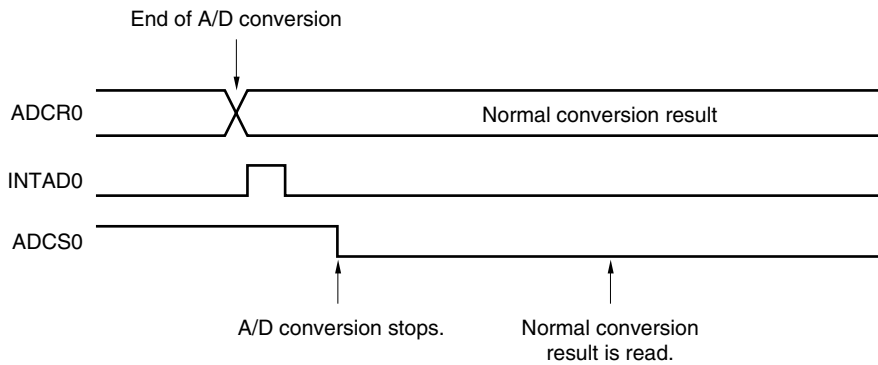 End of A/D conversion
ADCR0
Normal conversion result
INTAD0
ADCS0
A/D conversion stops.
Normal conversion
result is read.